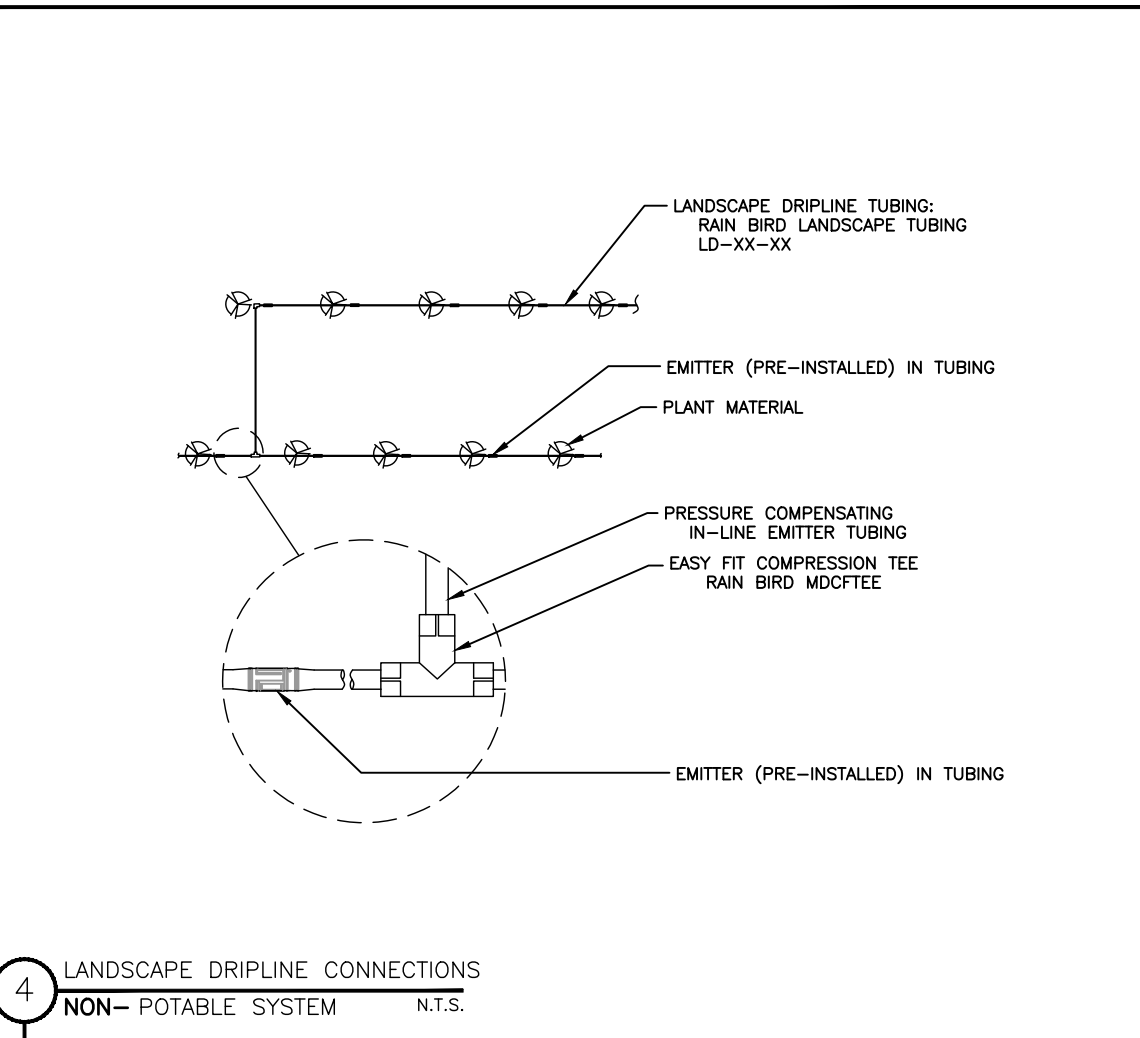 LANDSCAPE DRIPLINE TUBING:
RAIN BIRD LANDSCAPE TUBING
LD-XX-XX
EMITTER (PRE-INSTALLED) IN TUBING
PLANT MATERIAL
PRESSURE COMPENSATING
IN-LINE EMITTER TUBING
EASY FIT COMPRESSION TEE
RAIN BIRD MDCFTEE
EMITTER (PRE-INSTALLED) IN TUBING
4
LANDSCAPE DRIPLINE CONNECTIONS
NON- POTABLE SYSTEM N.T.S.